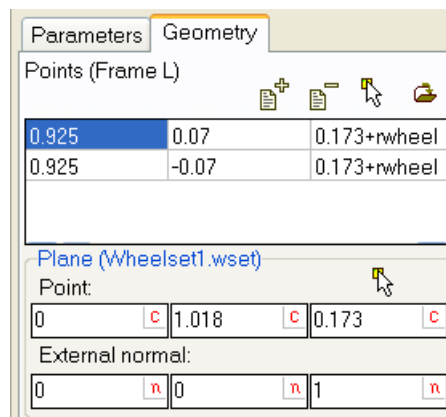 Parameters Geometry
Points (Frame L)
0.925 0.07 0.173+rwheel
0.925 -0.07 0.173+rwheel
Plane (Wheelset1.wset)
Point:
0 c 1.018 c 0.173 c
External normal:
0 n 0 n 1 n